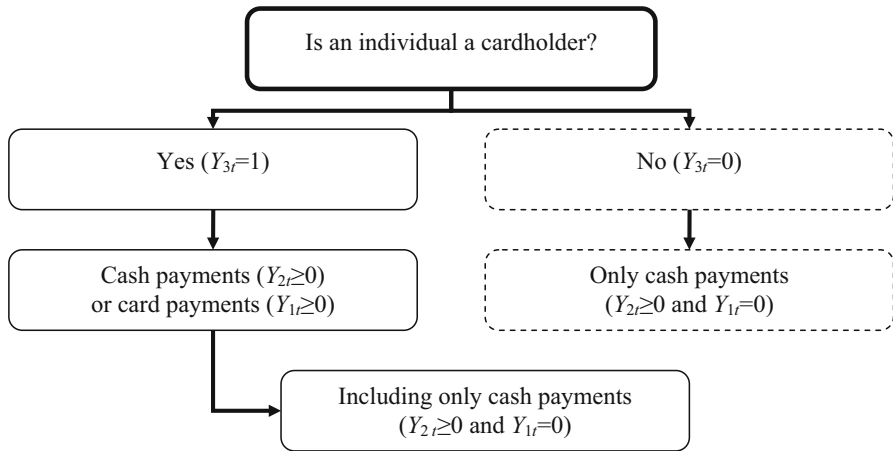 Is an individual a cardholder?
Yes (Y3t=1)
No (Y3t=0)
Cash payments (Y2t≥0)
or card payments (Y1t≥0)
Only cash payments
(Y2t≥0 and Y1t=0)
Including only cash payments
(Y2 t≥0 and Y1t=0)